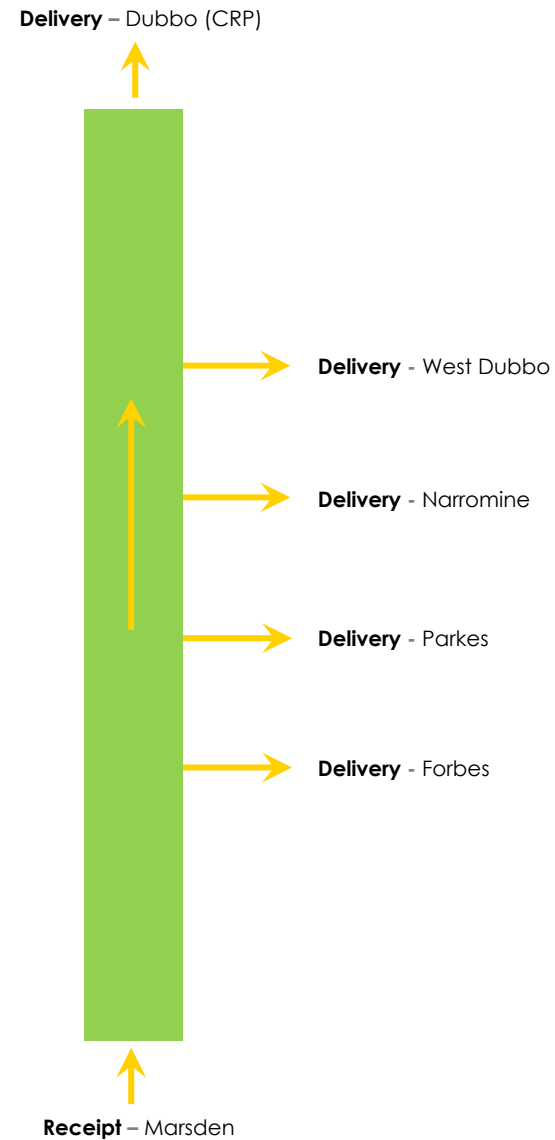 Delivery – Dubbo (CRP)
Delivery - West Dubbo
Delivery - Narromine
Delivery - Parkes
Delivery - Forbes
Receipt – Marsden